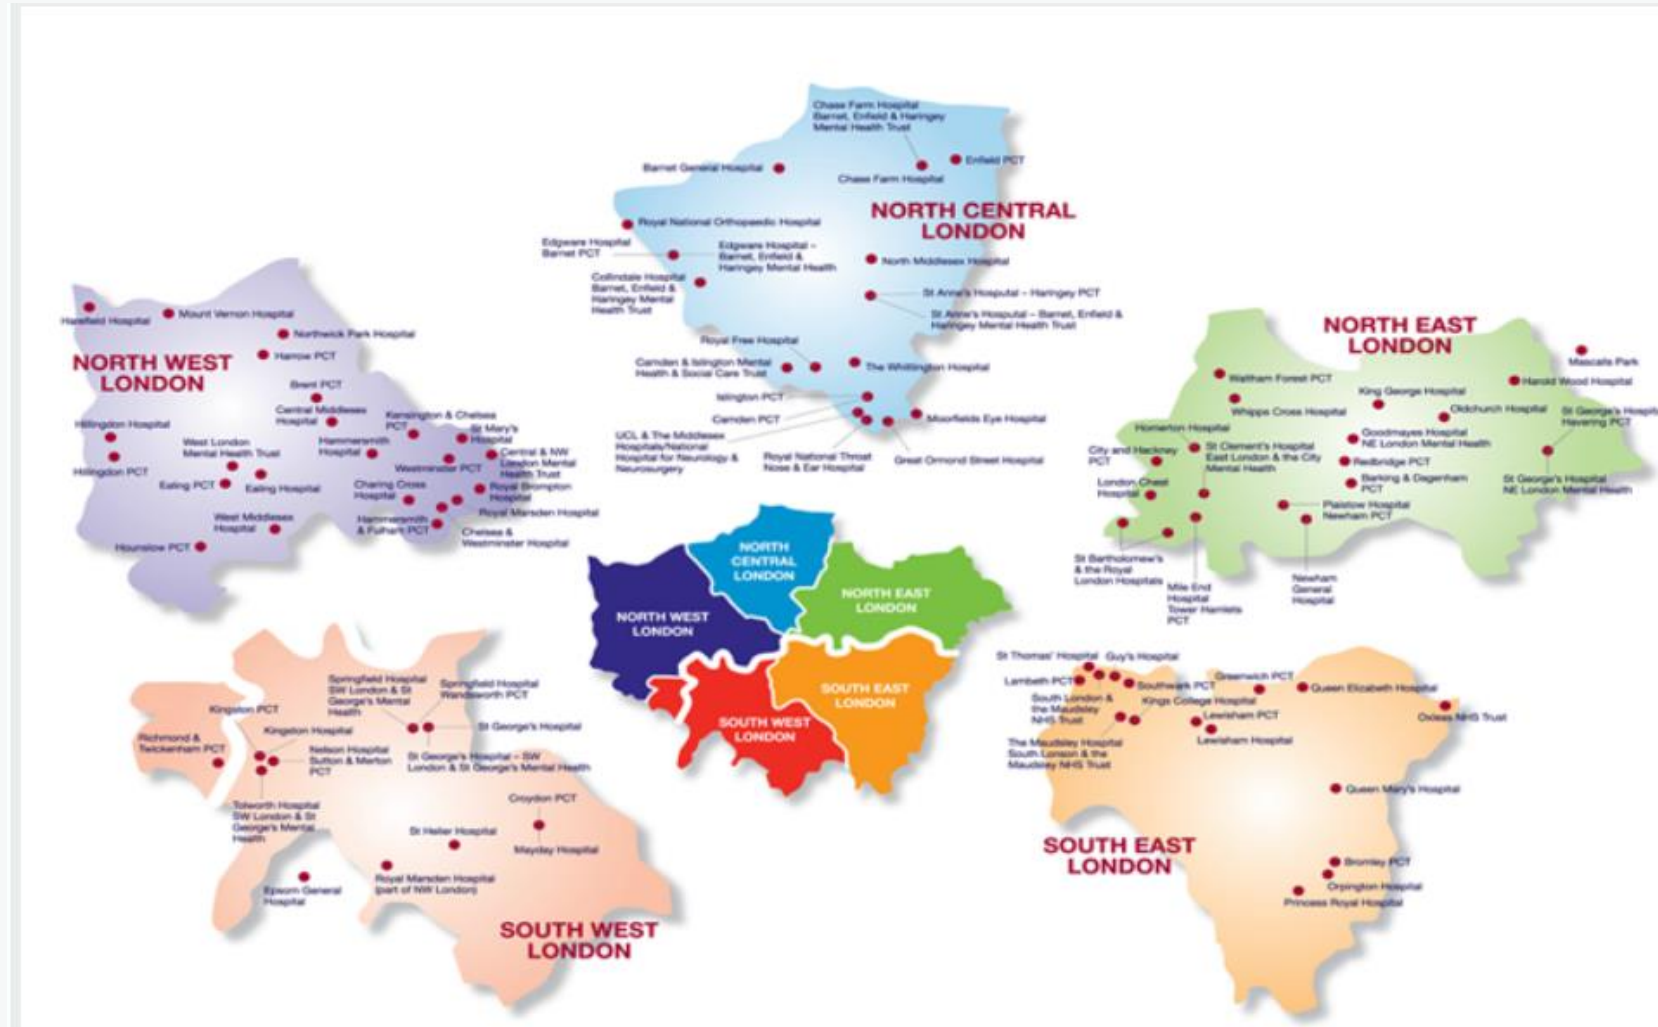 Chase Farm Hospital
Barnet, Enfield & Haringey
Mental Health Trust
Barnet General Hospital
Enfield PCT
Chase Farm Hospital
NORTH CENTRAL
LONDON
Royal National Orthopaedic Hospital
Edgware Hospital
Barnet PCT
Edgware Hospital –
Barnet, Enfield &
Haringey Mental Health
North Middlesex Hospital
Collindale Hospital
Barnet, Enfield &
Haringey Mental
Health Trust
St Anne's Hosputal – Haringey PCT
St Anne's Hosputal – Barnet, Enfield &
Haringey Mental Health Trust
Royal Free Hospital
Camden & Islington Mental
Health & Social Care Trust
The Whittington Hospital
Islington PCT
Camden PCT
Moorfields Eye Hospital
UCL & The Middlesex
Hospitals/National
Hospital for Neurology &
Neurosurgery
Royal National Throat
Nose & Ear Hospital
Great Ormond Street Hospital
Harefield Hospital
Mount Vernon Hospital
Northwick Park Hospital
NORTH WEST
LONDON
Harrow PCT
Brent PCT
Central Middlesex
Hospital
Kensington & Chelsea
PCT
St Mary's
Hospital
Hillingdon Hospital
West London
Mental Health Trust
Hammersmith
Hospital
Central & NW
London Mental
Health Trust
Westminster PCT
Hillingdon PCT
Ealing PCT
Ealing Hospital
Charing Cross
Hospital
Royal Brompton
Hospital
Royal Marsden Hospital
West Middlesex
Hospital
Hammersmith
& Fulham PCT
Chelsea &
Westminster Hospital
Hounslow PCT
NORTH EAST
LONDON
Mascalls Park
Waltham Forest PCT
Harold Wood Hospital
King George Hospital
Whipps Cross Hospital
Oldchurch Hospital
St George's Hospit
Havering PCT
Homerton Hospital
Goodmayes Hospital
NE London Mental Health
City and Hackney
PCT
St Clement's Hospital
East London & the City
Mental Health
Redbridge PCT
Barking & Dagenham
PCT
St George's Hospital
NE London Mental Health
London Chest
Hospital
Plaistow Hospital
Newham PCT
St Bartholomew's
& the Royal
London Hospitals
Mile End
Hospital
Tower Hamlets
PCT
Newham
General
Hospital
NORTH
CENTRAL
LONDON
NORTH WEST
LONDON
NORTH EAST
LONDON
SOUTH EAST
LONDON
SOUTH WEST
LONDON
Springfield Hospital
SW London & St
George's Mental
Health
Springfield Hospital
Wandsworth PCT
Kingston PCT
Kingston Hospital
St George's Hospital
Richmond &
Twickenham PCT
Nelson Hospital
Sutton & Merton
PCT
St George's Hospital – SW
London & St George's Mental Health
Tolworth Hospital
SW London & St
George's Mental
Health
Croydon PCT
St Helier Hospital
Mayday Hospital
Epsom General
Hospital
Royal Marsden Hospital
(part of NW London)
SOUTH WEST
LONDON
St Thomas' Hospital
Guy's Hospital
Lambeth PCT
Southwark PCT
Greenwich PCT
Queen Elizabeth Hospital
South London &
the Maudsley
NHS Trust
Kings College Hospital
Lewisham PCT
Oxleas NHS Trust
Lewisham Hospital
The Maudsley Hospital
South London & the
Maudsley NHS Trust
Queen Mary's Hospital
SOUTH EAST
LONDON
Bromley PCT
Orpington Hospital
Princess Royal Hospital